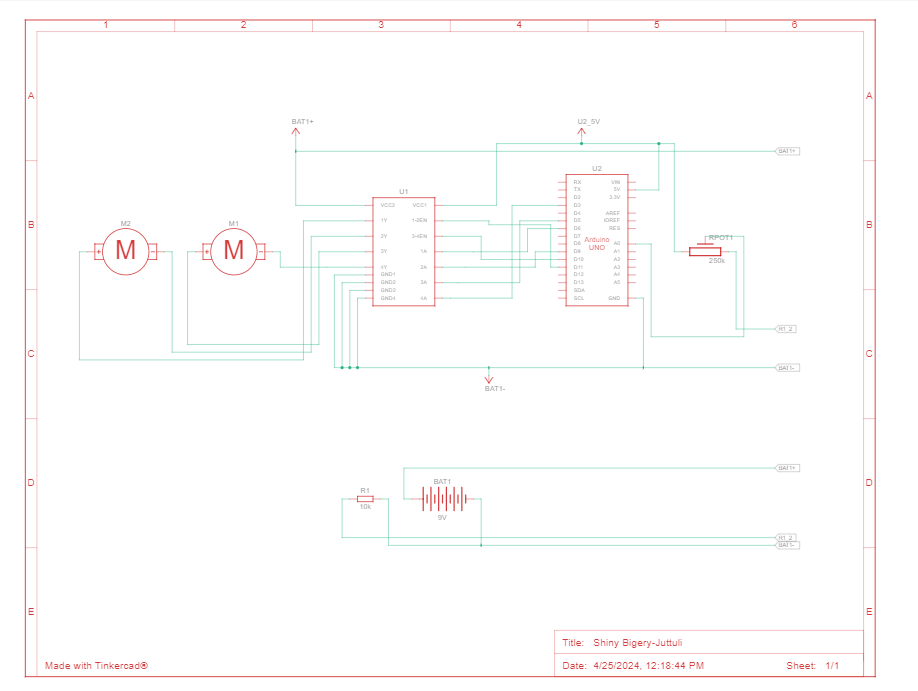 1 2 3 4 5 6
A A
BAT1+ U2_5V
BAT1+
U2
U1
RX VIN
TX 5V
D2 3.3V
VCC2 VCC1 D3
D4 AREF
1Y 1-2EN D5 IOREF
M2 M1 B B
D6 RES
2Y 3-4EN D7
Arduino
UNO
D8 A0
RPOT1
M M
+ - + -
3Y 1A D9 A1
D10 A2
250k
4Y 2A D11 A3
GND1 D12 A4
GND2 3A D13 A5
GND3 SDA
GND4 4A SCL GND
R1_2
C C
BAT1-
BAT1-
BAT1+
BAT1
D D
R1
10k
9V
R1_2
BAT1-
E E
Title: Shiny Bigery-Juttuli
Made with Tinkercad®
Date: 4/25/2024, 12:18:44 PM Sheet: 1/1